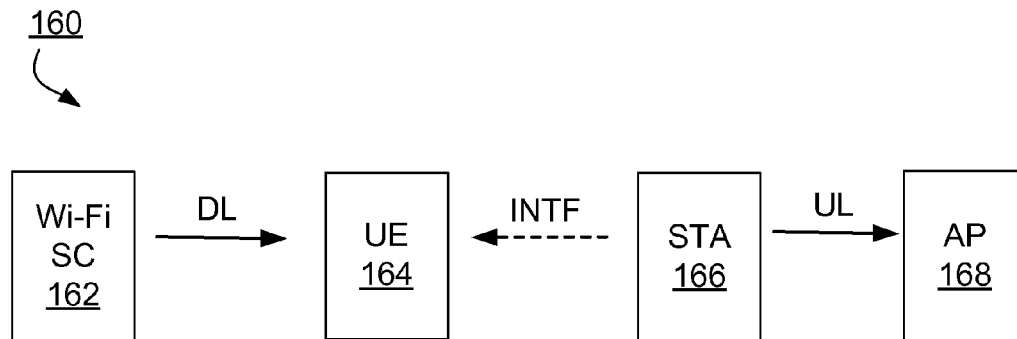 160
DL
INTF
UL
Wi-Fi
SC
162
UE
164
STA
166
AP
168